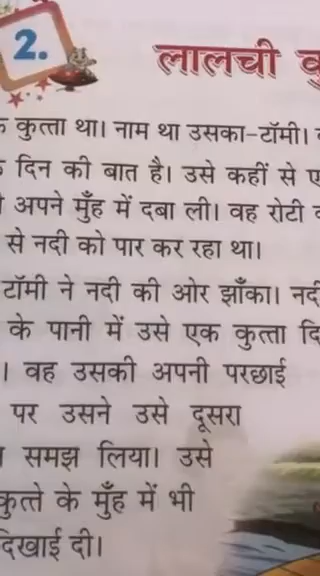 2.
लालची
कुत्ता था। नाम था उसका-टॉमी।
दिन की बात है। उसे कहीं से
अपने मुँह में दबा ली। वह रोटी
से नदी को पार कर रहा था।
टॉमी ने नदी की ओर झाँका। नदी
के पानी में उसे एक कुत्ता
। वह उसकी अपनी परछाई
पर उसने उसे दूसरा
समझ लिया। उसे
कुत्ते के मुँह में भी
दिखाई दी।